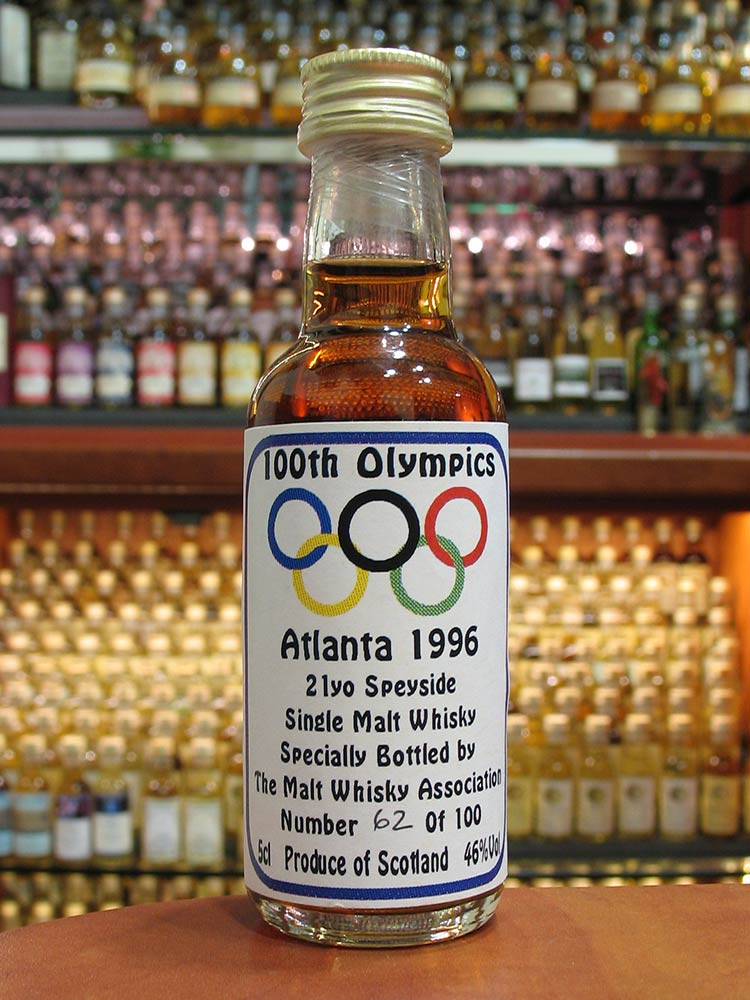 100th Olympics
Atlanta 1996
21yo Speyside
Single Malt Whisky
Specially Bottled by
The Malt Whisky Association
Number 62 Of 100
5cl Produce of Scotland 46%Vol